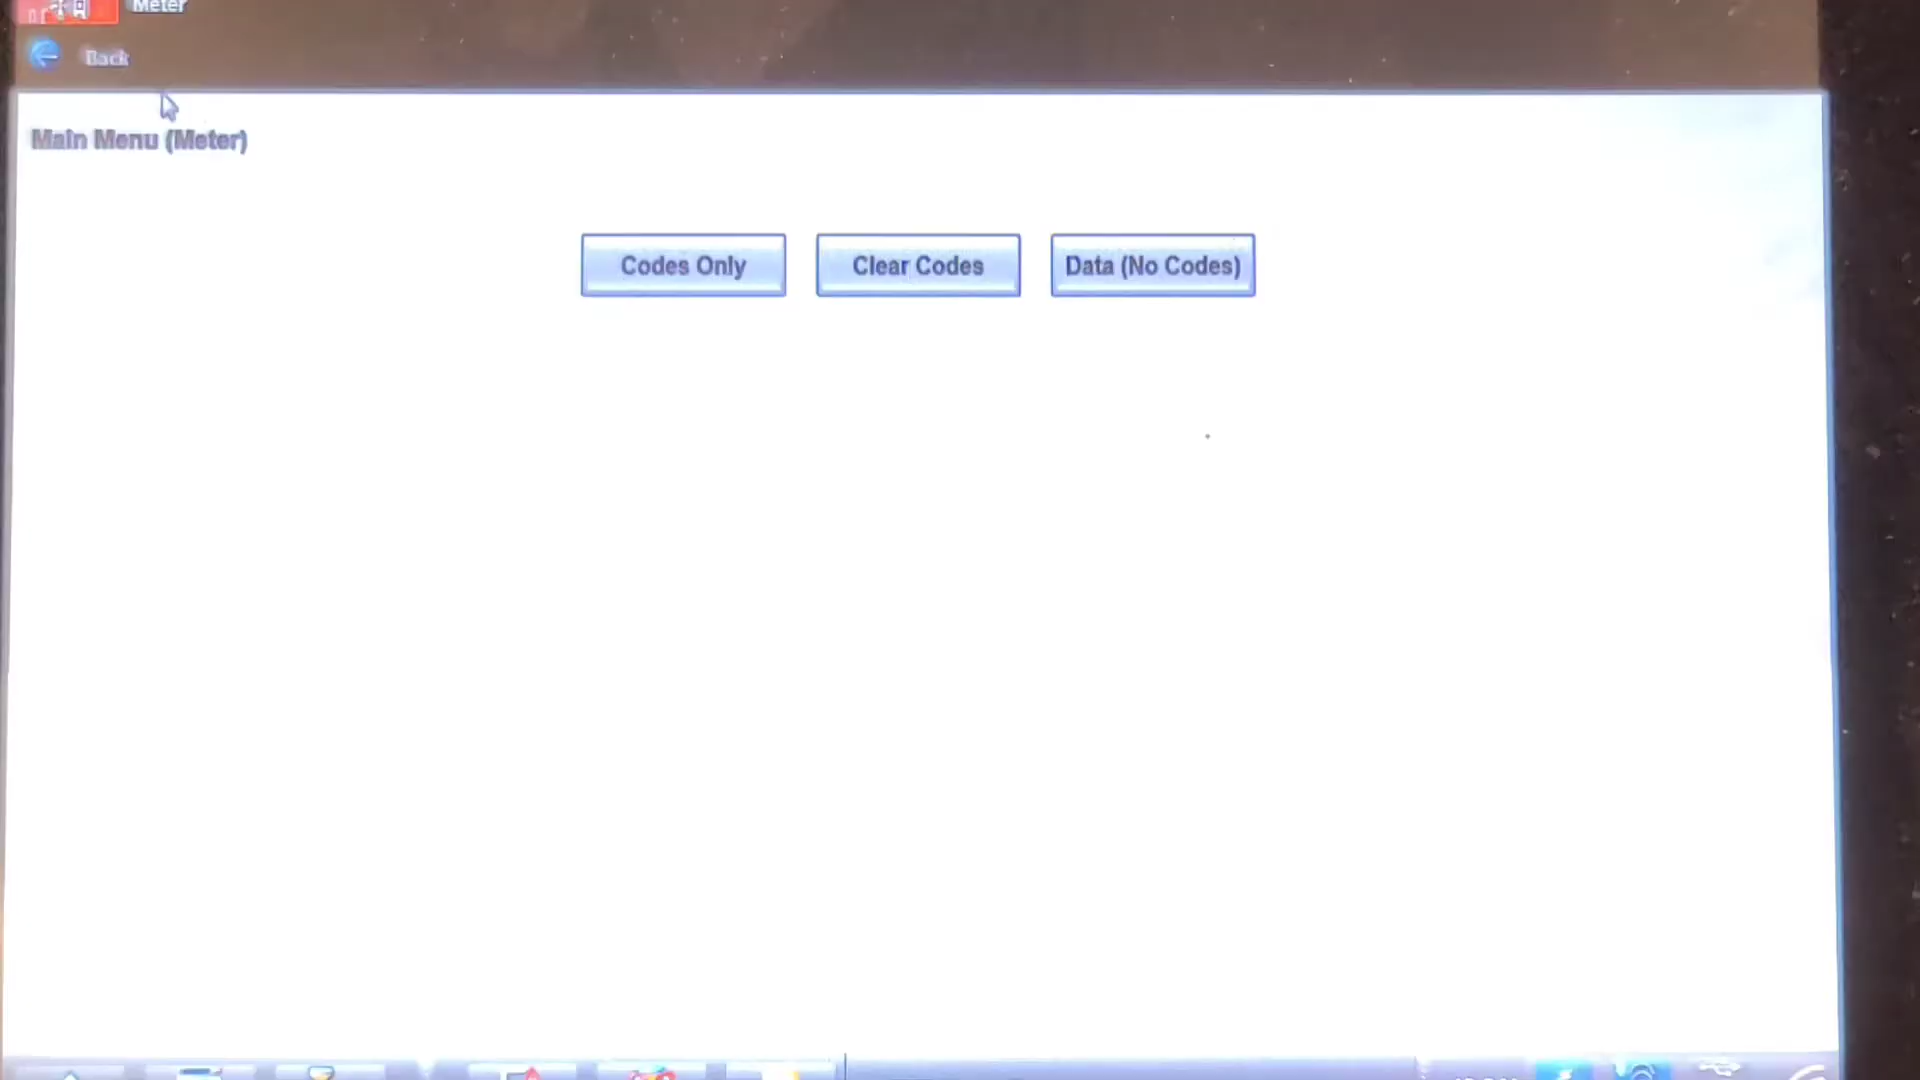 Meter
Back
Main Menu (Meter)
Codes Only
Clear Codes
Data (No Codes)